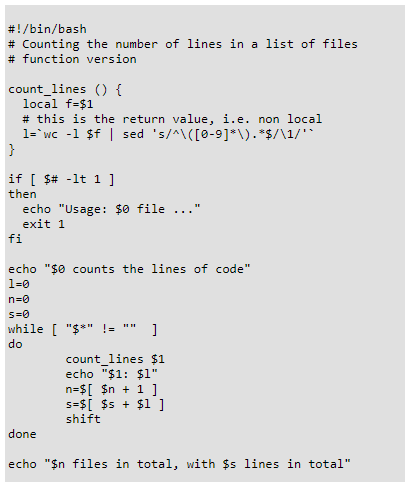 #!/bin/bash
# Counting the number of lines in a list of files
# function version
count_lines () {
local f=$1
# this is the return value, i.e. non local
l=`wc -l $f | sed 's/^\([0-9]*\).*$/\1/'`
}
if [ $# -lt 1 ]
then
echo "Usage: $0 file ..."
exit 1
fi
echo "$0 counts the lines of code"
l=0
n=0
s=0
while [ "$*" != "" ]
do
count_lines $1
echo "$1: $l"
n=$[ $n + 1 ]
s=$[ $s + $l ]
shift
done
echo "$n files in total, with $s lines in total"